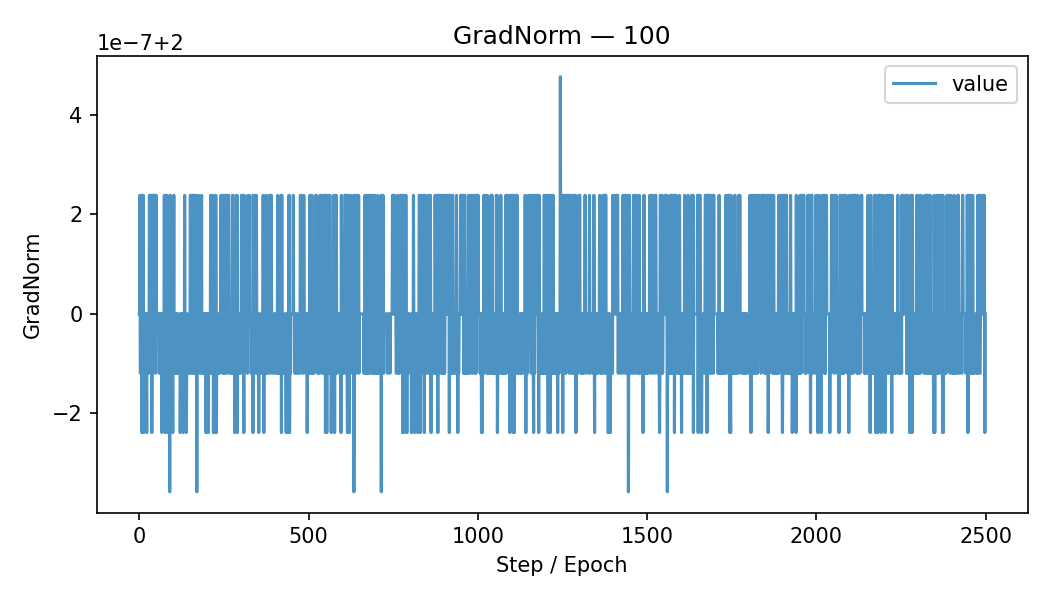 GradNorm — 100
1e−7+2
value
4
2
0
−2
GradNorm
0
500
1000
1500
2000
2500
Step / Epoch